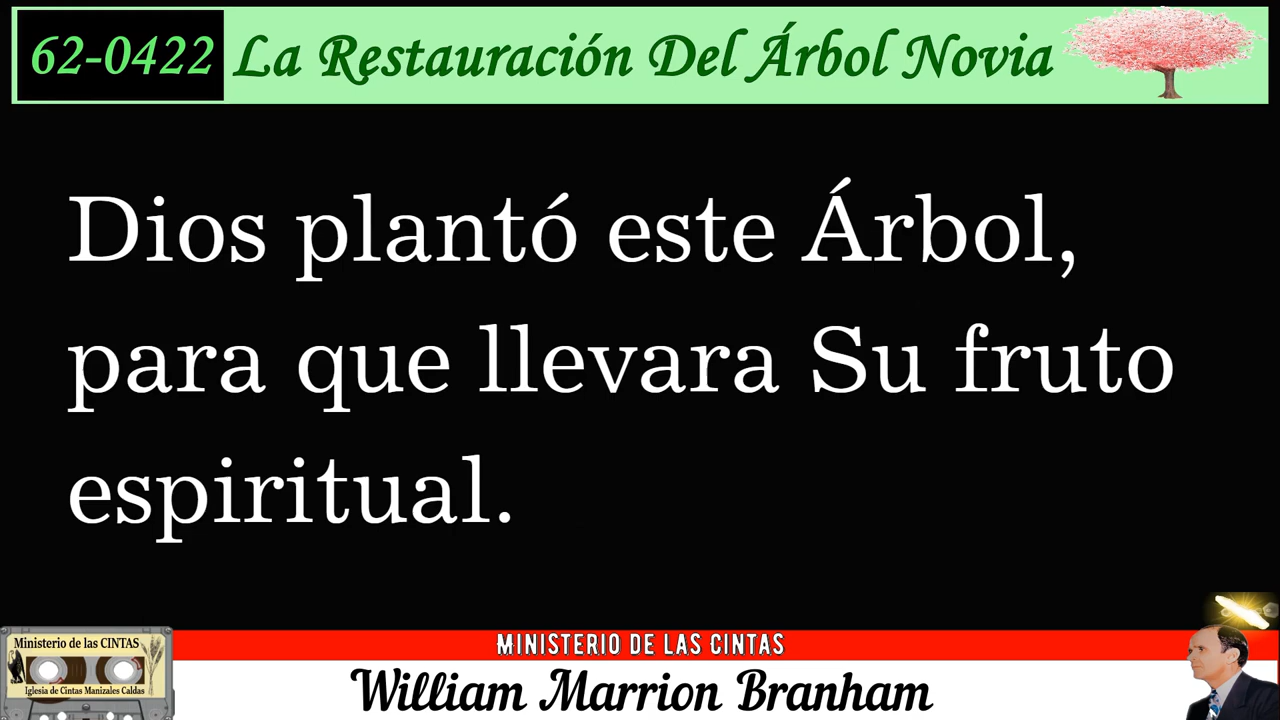 62-0422 La Restauración Del Árbol Novia
Dios plantó este Árbol,
para que llevara Su fruto
espiritual.
MINISTERIO DE LAS CINTAS
William Marrion Branham
Ministerio de las CINTAS
Iglesia de Cintas Manizales Caldas